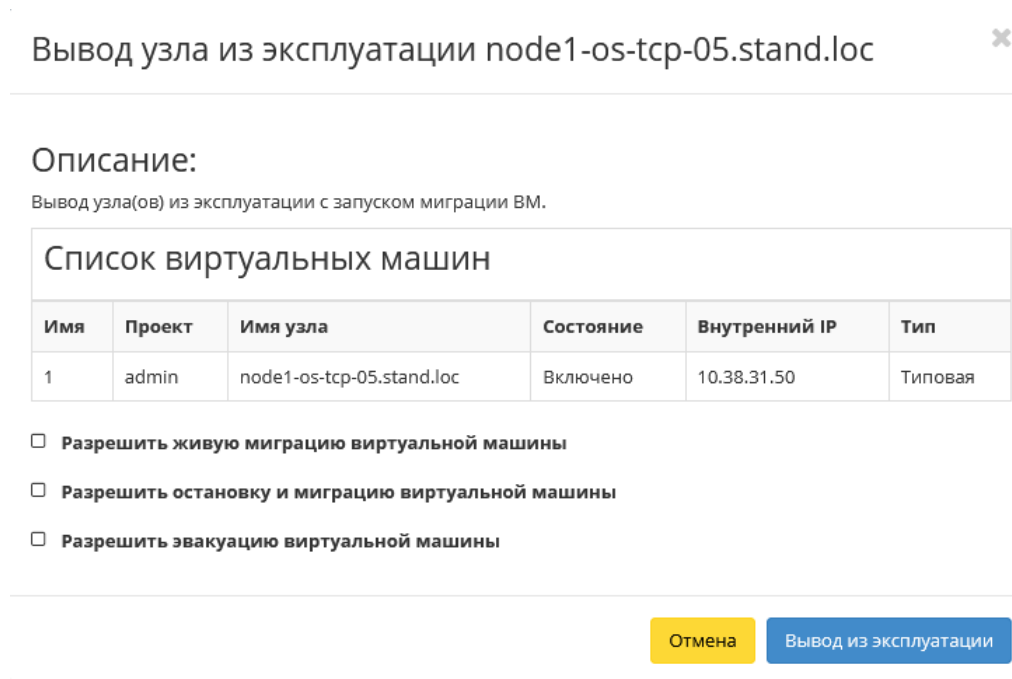 Вывод узла из эксплуатации node1-os-tcp-05.stand.loc
Описание:
Вывод узла(ов) из эксплуатации с запуском миграции ВМ.
Список виртуальных машин
Имя Проект Имя узла Состояние Внутренний IP Тип
1 admin node1-os-tcp-05.stand.loc Включено 10.38.31.50 Типовая
Разрешить живую миграцию виртуальной машины
Разрешить остановку и миграцию виртуальной машины
Разрешить эвакуацию виртуальной машины
Отмена Вывод из эксплуатации